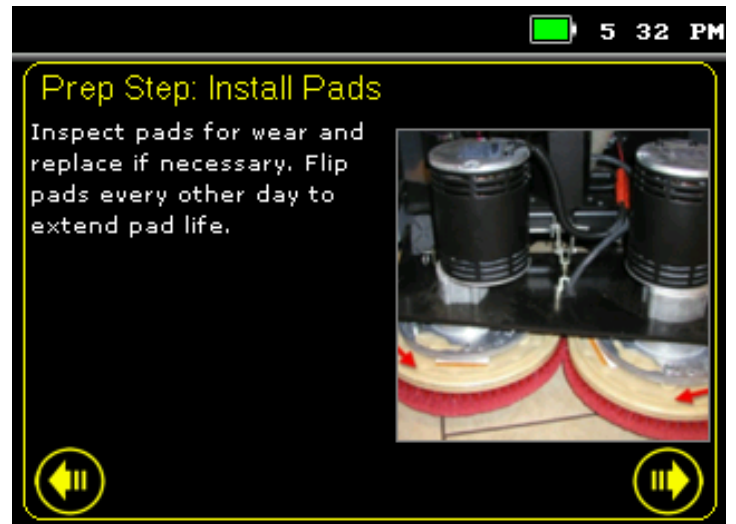 5 32 PM
Prep Step: Install Pads
Inspect pads for wear and
replace if necessary. Flip
pads every other day to
extend pad life.